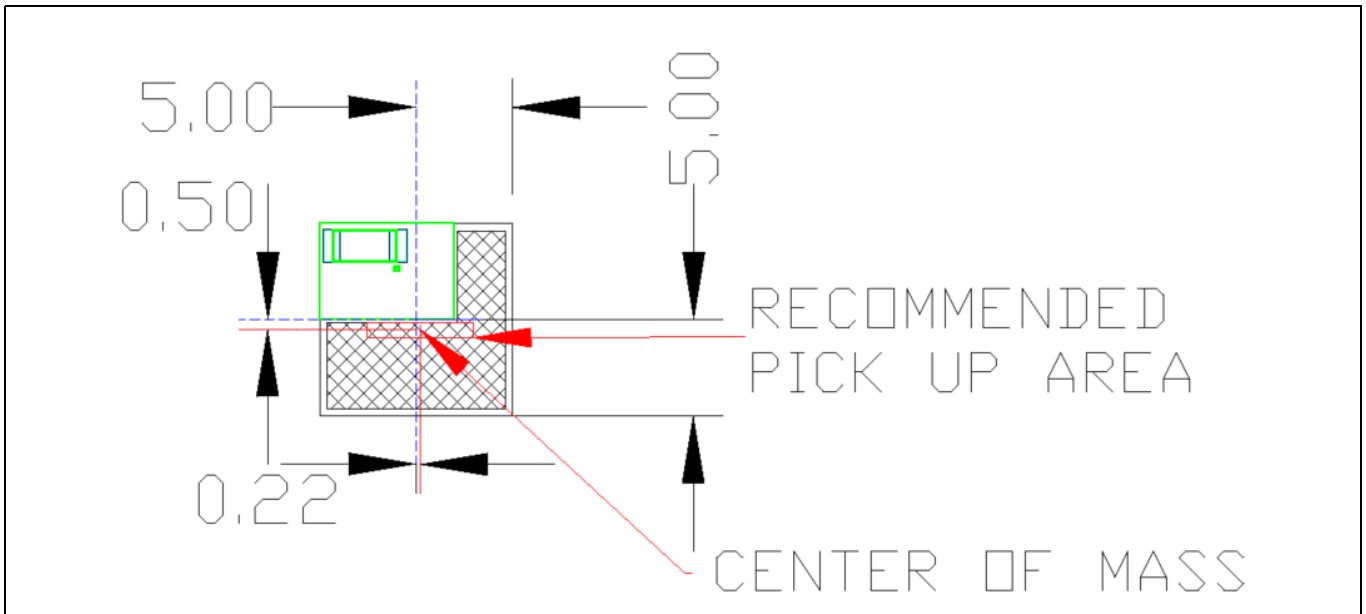 5.00
5.00
0.50
RECOMMENDED
PICK UP AREA
0.22
CENTER OF MASS